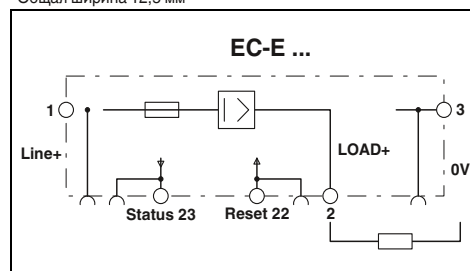 Общая ширина 12,5 мм
EC-E ...
1
3
Line+
LOAD+
0V
Status 23
Reset 22
2